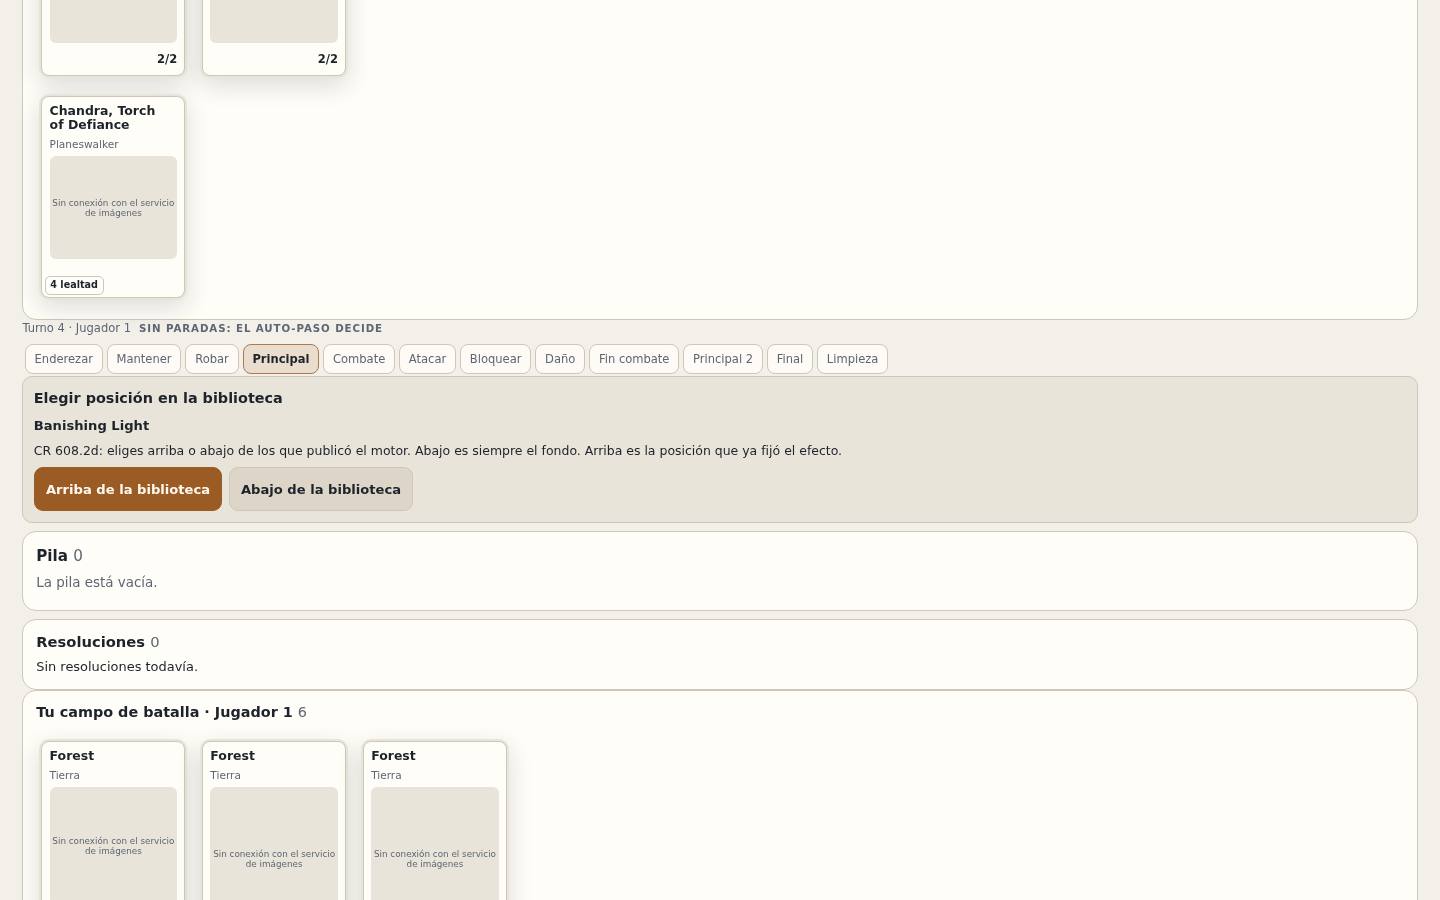 2/2
2/2
Chandra, Torch
of Defiance
Planeswalker
Sin conexión con el servicio
de imágenes
4 lealtad
Turno 4 · Jugador 1 SIN PARADAS: EL AUTO-PASO DECIDE
Enderezar Mantener Robar Principal Combate Atacar Bloquear Daño Fin combate Principal 2 Final Limpieza
Elegir posición en la biblioteca
Banishing Light
CR 608.2d: eliges arriba o abajo de los que publicó el motor. Abajo es siempre el fondo. Arriba es la posición que ya fijó el efecto.
Arriba de la biblioteca Abajo de la biblioteca
Pila 0
La pila está vacía.
Resoluciones 0
Sin resoluciones todavía.
Tu campo de batalla · Jugador 1 6
Forest
Tierra
Sin conexión con el servicio
de imágenes
Forest
Tierra
Sin conexión con el servicio
de imágenes
Forest
Tierra
Sin conexión con el servicio
de imágenes